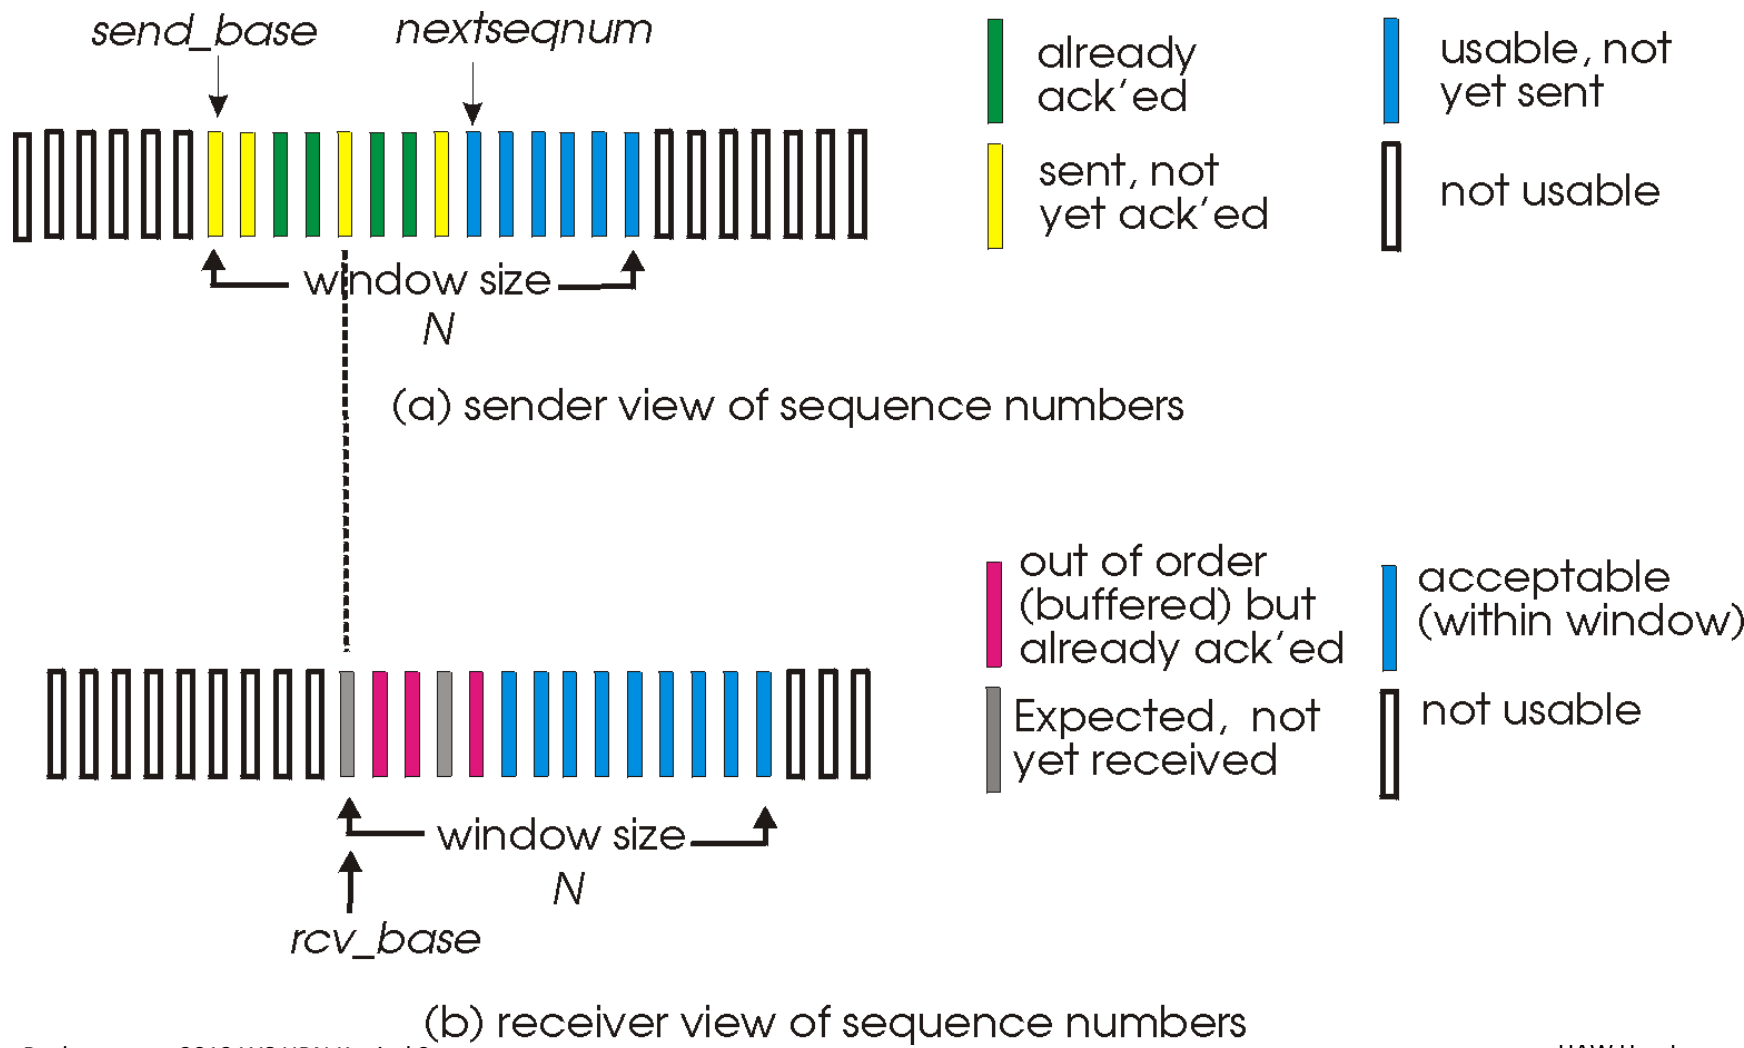 send_base
nextseqnum
already
ack'ed
usable, not
yet sent
sent, not
yet ack'ed
not usable
window size
N
(a) sender view of sequence numbers
out of order
(buffered) but
already ack'ed
acceptable
(within window)
Expected, not
yet received
not usable
window size
N
rcv_base
(b) receiver view of sequence numbers